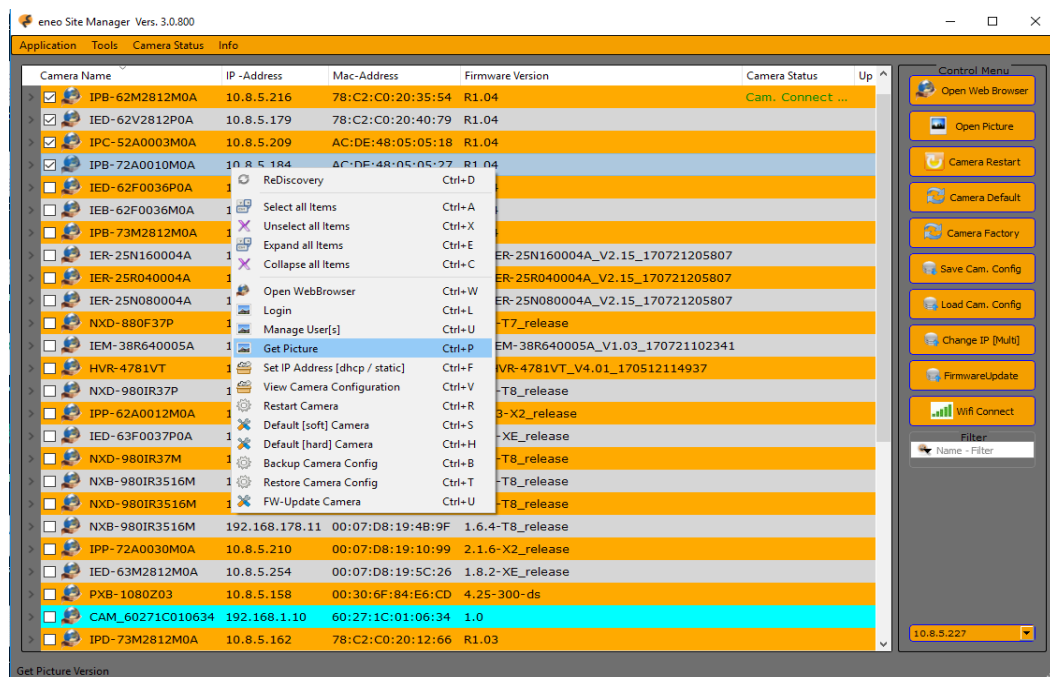 eneo Site Manager Vers. 3.0.800
Application Tools Camera Status Info
Camera Name IP -Address Mac-Address Firmware Version Camera Status Up
IPB-62M2812M0A 10.8.5.216 78:C2:C0:20:35:54 R1.04 Cam. Connect ...
IED-62V2812P0A 10.8.5.179 78:C2:C0:20:40:79 R1.04
IPC-52A0003M0A 10.8.5.209 AC:DE:48:05:05:18 R1.04
IPB-72A0010M0A 10.8.5.184 AC:DE:48:05:05:27 R1.04
IED-62F0036P0A 1
IEB-62F0036M0A 1
IPB-73M2812M0A 1
IER-25N160004A 1 ER-25N160004A_V2.15_170721205807
IER-25R040004A 1 ER-25R040004A_V2.15_170721205807
IER-25N080004A 1 ER-25N080004A_V2.15_170721205807
NXD-880F37P 1 -T7_release
IEM-38R640005A 1 EM-38R640005A_V1.03_170721102341
HVR-4781VT 1 HVR-4781VT_V4.01_170512114937
NXD-980IR37P 1 -T8_release
IPP-62A0012M0A 1 3-X2_release
IED-63F0037P0A 1 -XE_release
NXD-980IR37M 1 -T8_release
NXB-980IR3516M 1 -T8_release
NXD-980IR3516M 1 -T8_release
NXB-980IR3516M 192.168.178.11 00:07:D8:19:4B:9F 1.6.4-T8_release
IPP-72A0030M0A 10.8.5.210 00:07:D8:19:10:99 2.1.6-X2_release
IED-63M2812M0A 10.8.5.254 00:07:D8:19:5C:26 1.8.2-XE_release
PXB-1080Z03 10.8.5.158 00:30:6F:84:E6:CD 4.25-300-ds
CAM_60271C010634 192.168.1.10 60:27:1C:01:06:34 1.0
IPD-73M2812M0A 10.8.5.162 78:C2:C0:20:12:66 R1.03
ReDiscovery Ctrl+D
Select all Items Ctrl+A
Unselect all Items Ctrl+X
Expand all Items Ctrl+E
Collapse all Items Ctrl+C
Open WebBrowser Ctrl+W
Login Ctrl+L
Manage User[s] Ctrl+U
Get Picture Ctrl+P
Set IP Address [dhcp / static] Ctrl+F
View Camera Configuration Ctrl+V
Restart Camera Ctrl+R
Default [soft] Camera Ctrl+S
Default [hard] Camera Ctrl+H
Backup Camera Config Ctrl+B
Restore Camera Config Ctrl+T
FW-Update Camera Ctrl+U
Control Menu
Open Web Browser
Open Picture
Camera Restart
Camera Default
Camera Factory
Save Cam. Config
Load Cam. Config
Change IP [Multi]
FirmwareUpdate
Wifi Connect
Filter
Name - Filter
10.8.5.227
Get Picture Version